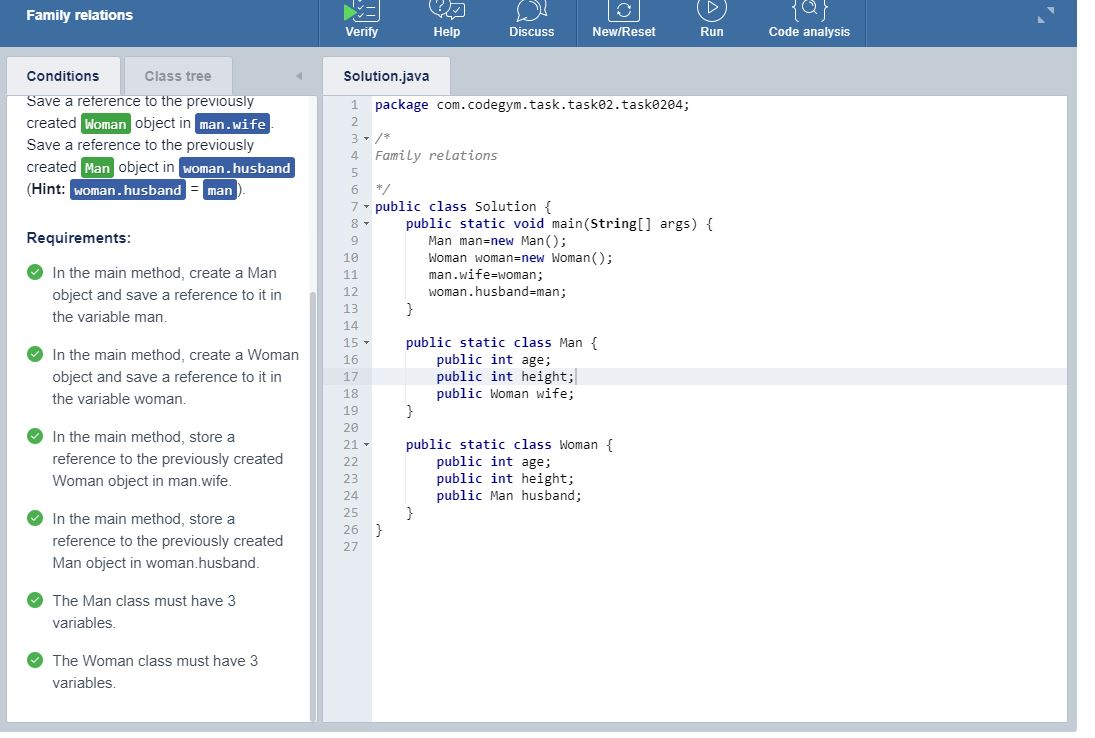 Family relations
Verify
Help
Discuss
New/Reset
Run
Code analysis
Conditions
Class tree
Solution.java
Save a reference to the previously
created Woman object in man.wife.
Save a reference to the previously
created Man object in woman.husband
(Hint: woman.husband = man).
Requirements:
In the main method, create a Man
object and save a reference to it in
the variable man.
In the main method, create a Woman
object and save a reference to it in
the variable woman.
In the main method, store a
reference to the previously created
Woman object in man.wife.
In the main method, store a
reference to the previously created
Man object in woman.husband.
The Man class must have 3
variables.
The Woman class must have 3
variables.
1 package com.codegym.task.task02.task0204;
2
3 /*
4 Family relations
5
6 */
7 public class Solution {
8 public static void main(String[] args) {
9 Man man=new Man();
10 Woman woman=new Woman();
11 man.wife=woman;
12 woman.husband=man;
13 }
14
15 public static class Man {
16 public int age;
17 public int height;
18 public Woman wife;
19 }
20
21 public static class Woman {
22 public int age;
23 public int height;
24 public Man husband;
25 }
26 }
27